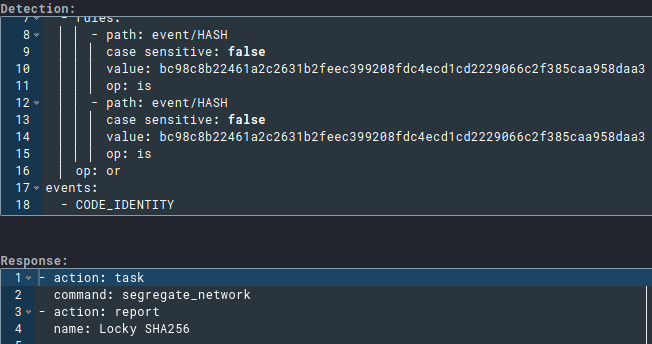 Detection:
7 - rules:
8 - path: event/HASH
9 case sensitive: false
10 value: bc98c8b22461a2c2631b2feec399208fdc4ecd1cd2229066c2f385caa958daa3
11 op: is
12 - path: event/HASH
13 case sensitive: false
14 value: bc98c8b22461a2c2631b2feec399208fdc4ecd1cd2229066c2f385caa958daa3
15 op: is
16 op: or
17 events:
18 - CODE_IDENTITY
Response:
1 - action: task
2 command: segregate_network
3 - action: report
4 name: Locky SHA256